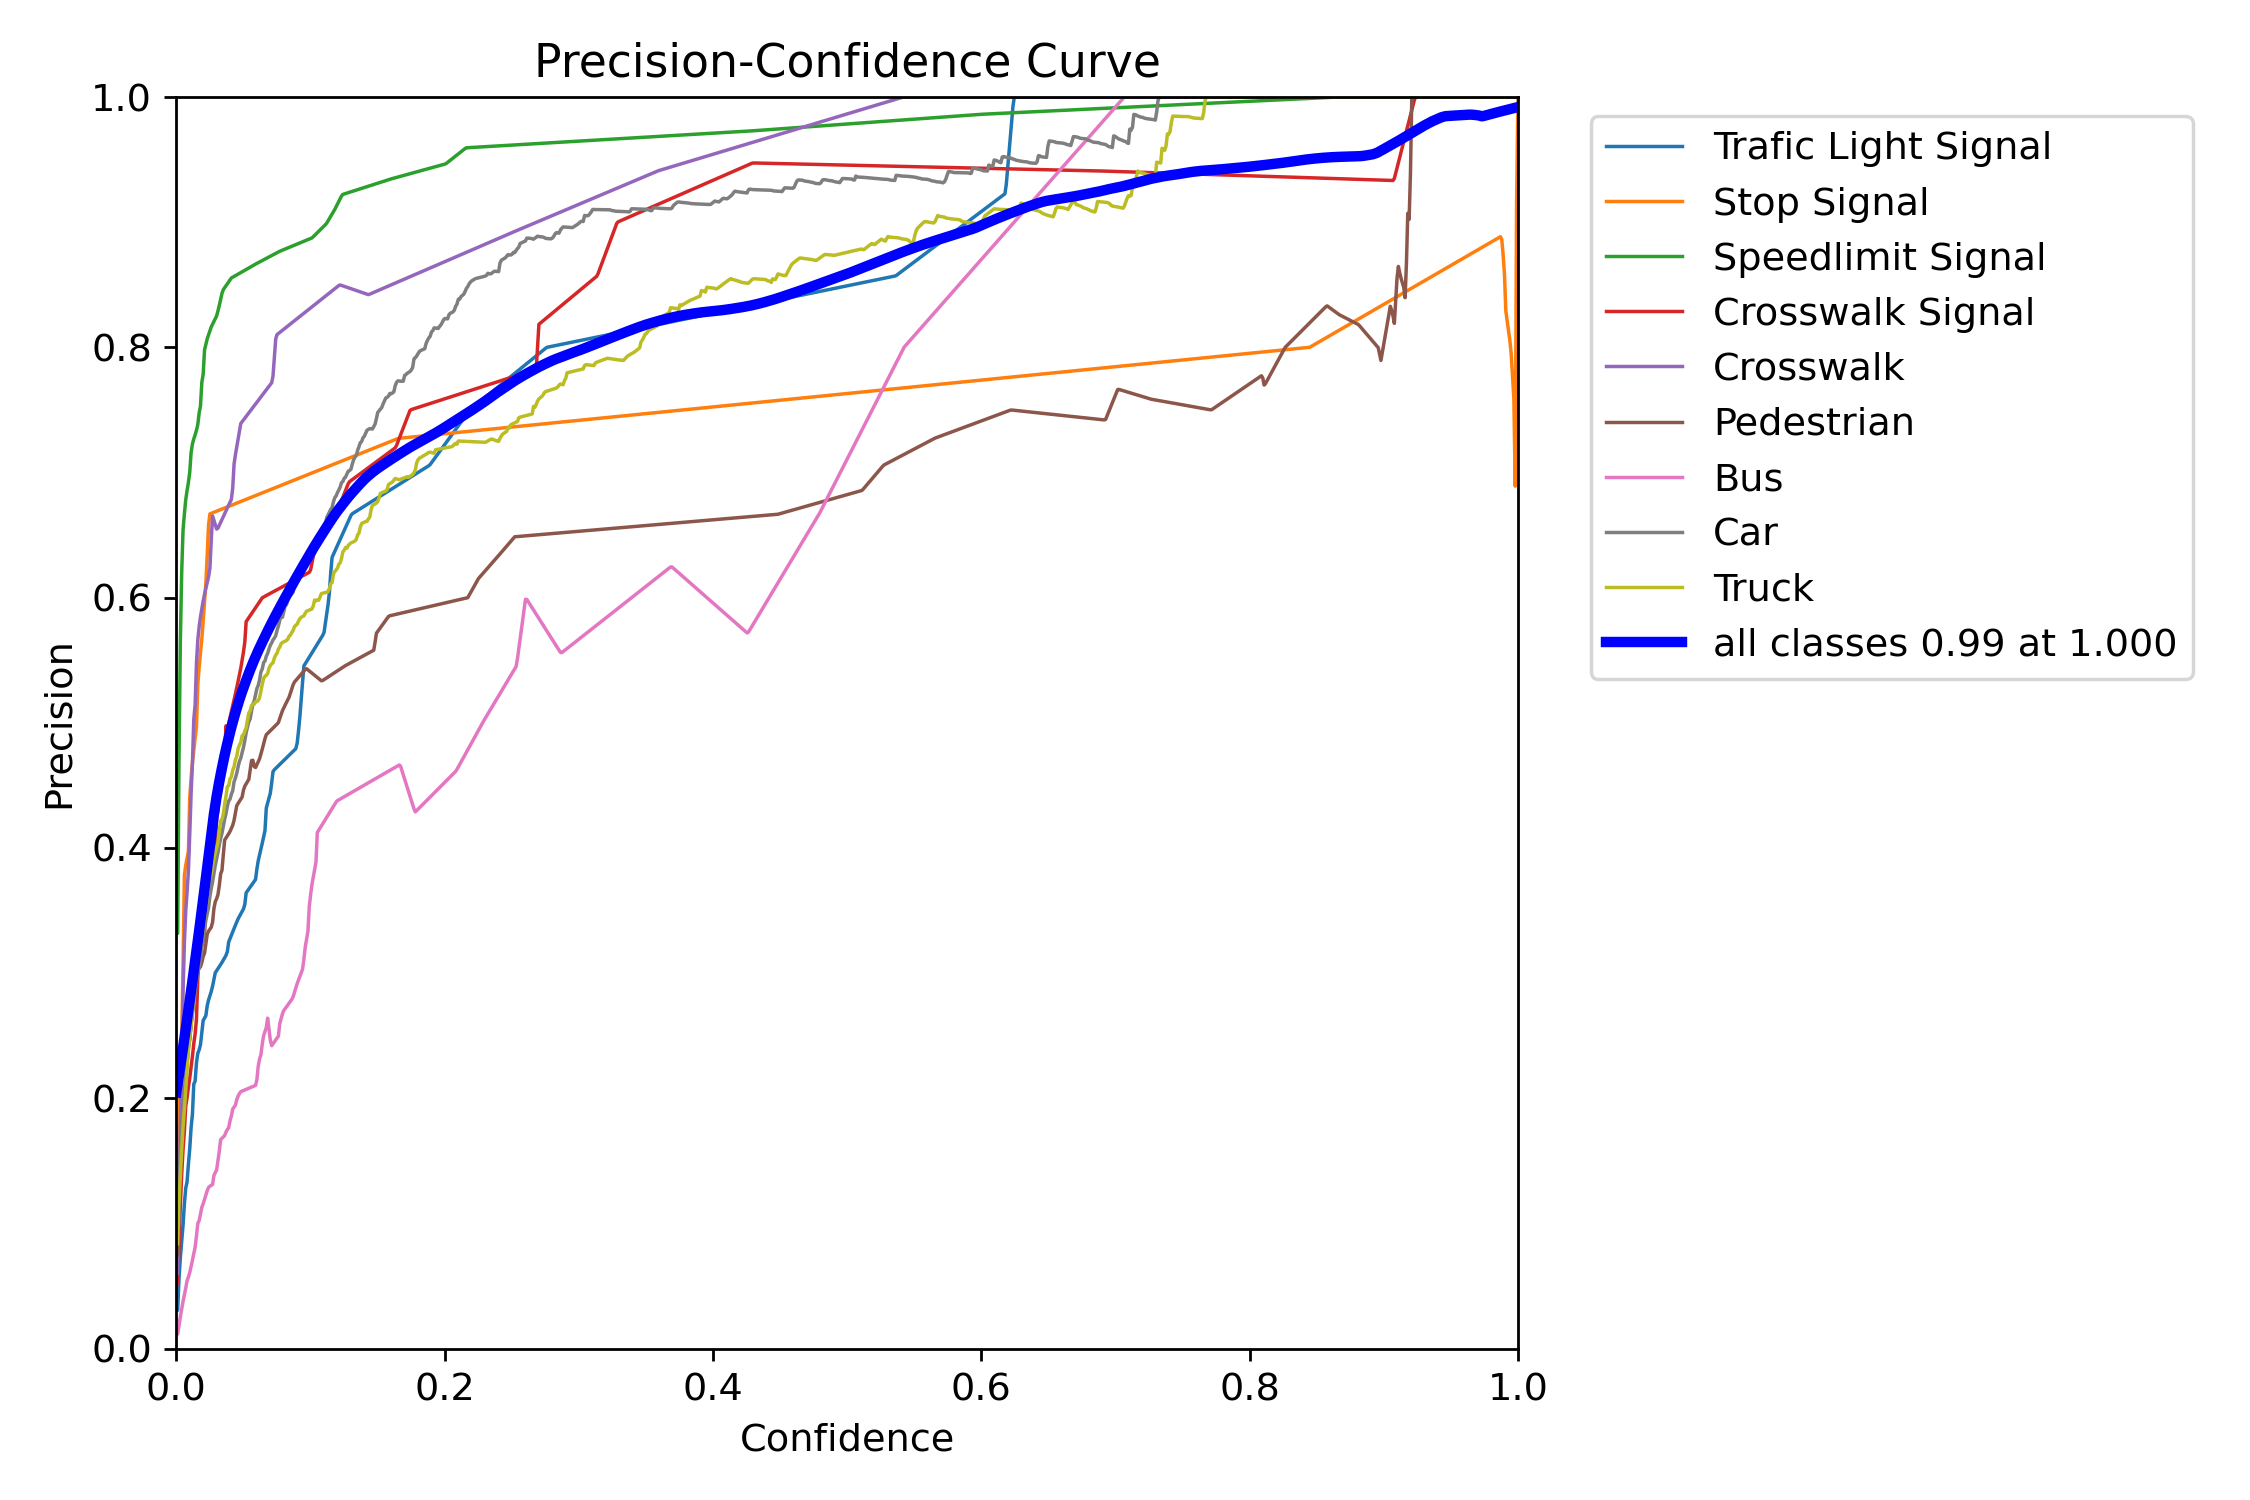 Precision-Confidence Curve
1.0
0.8
0.6
0.4
0.2
0.0
Precision
0.0 0.2 0.4 0.6 0.8 1.0
Confidence
Trafic Light Signal
Stop Signal
Speedlimit Signal
Crosswalk Signal
Crosswalk
Pedestrian
Bus
Car
Truck
all classes 0.99 at 1.000